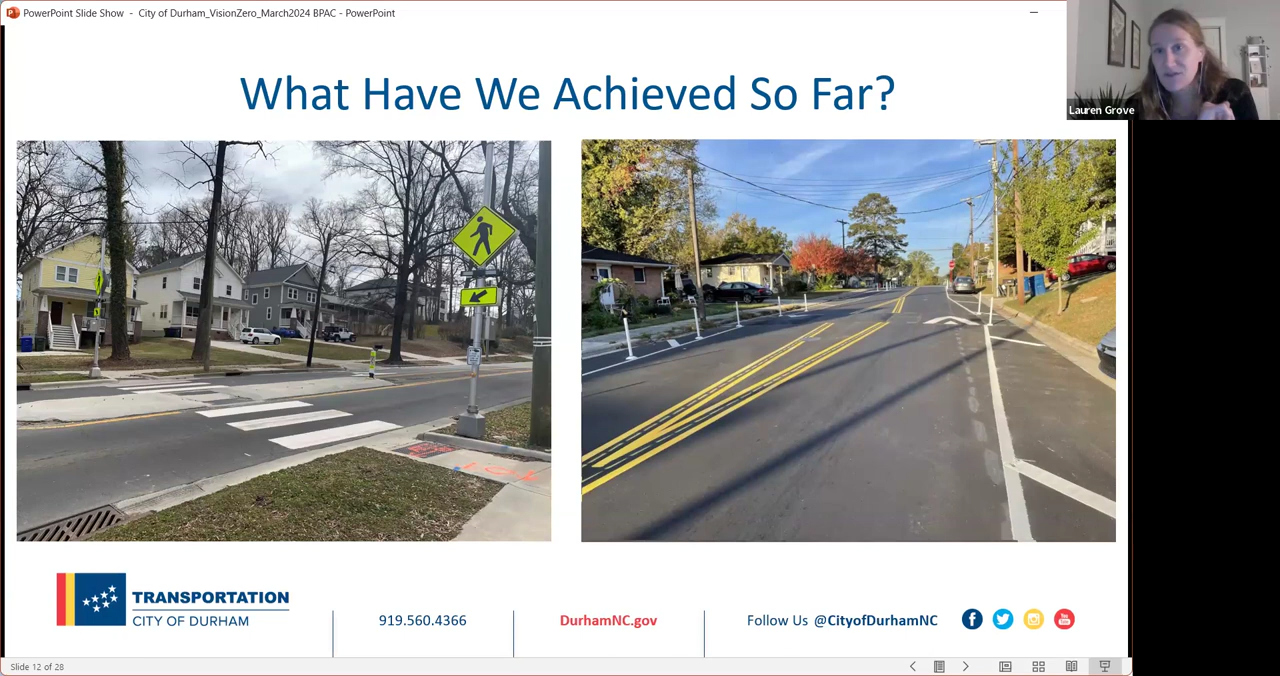 PowerPoint Slide Show - City of Durham_VisionZero_March2024 BPAC - PowerPoint
Lauren Grove
What Have We Achieved So Far?
TRANSPORTATION
CITY OF DURHAM
919.560.4366
DurhamNC.gov
Follow Us @CityofDurhamNC
Slide 12 of 28